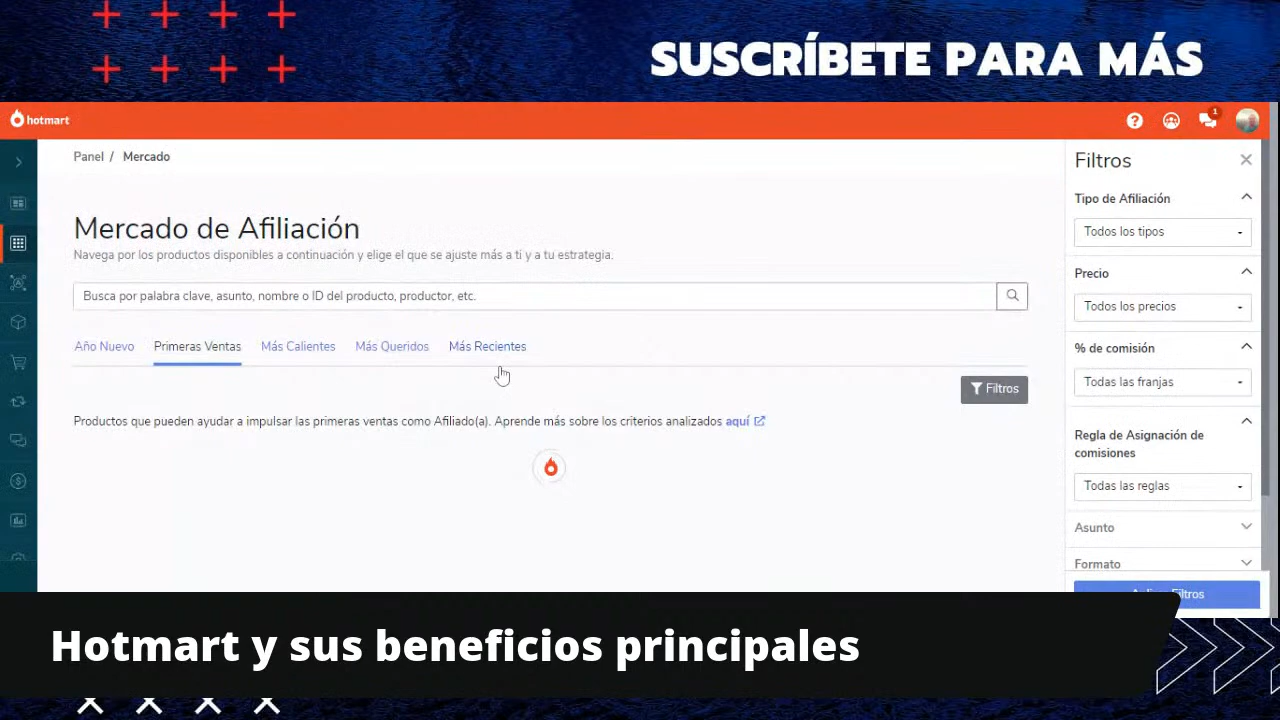 SUSCRÍBETE PARA MÁS
hotmart
1
Panel / Mercado
Mercado de Afiliación
Navega por los productos disponibles a continuación y elige el que se ajuste más a ti y a tu estrategia.
Busca por palabra clave, asunto, nombre o ID del producto, productor, etc.
Año Nuevo Primeras Ventas Más Calientes Más Queridos Más Recientes
Filtros
Productos que pueden ayudar a impulsar las primeras ventas como Afiliado(a). Aprende más sobre los criterios analizados aquí
Filtros
Tipo de Afiliación
Todos los tipos
Precio
Todos los precios
% de comisión
Todas las franjas
Regla de Asignación de
comisiones
Todas las reglas
Asunto
Formato
Filtros
Hotmart y sus beneficios principales